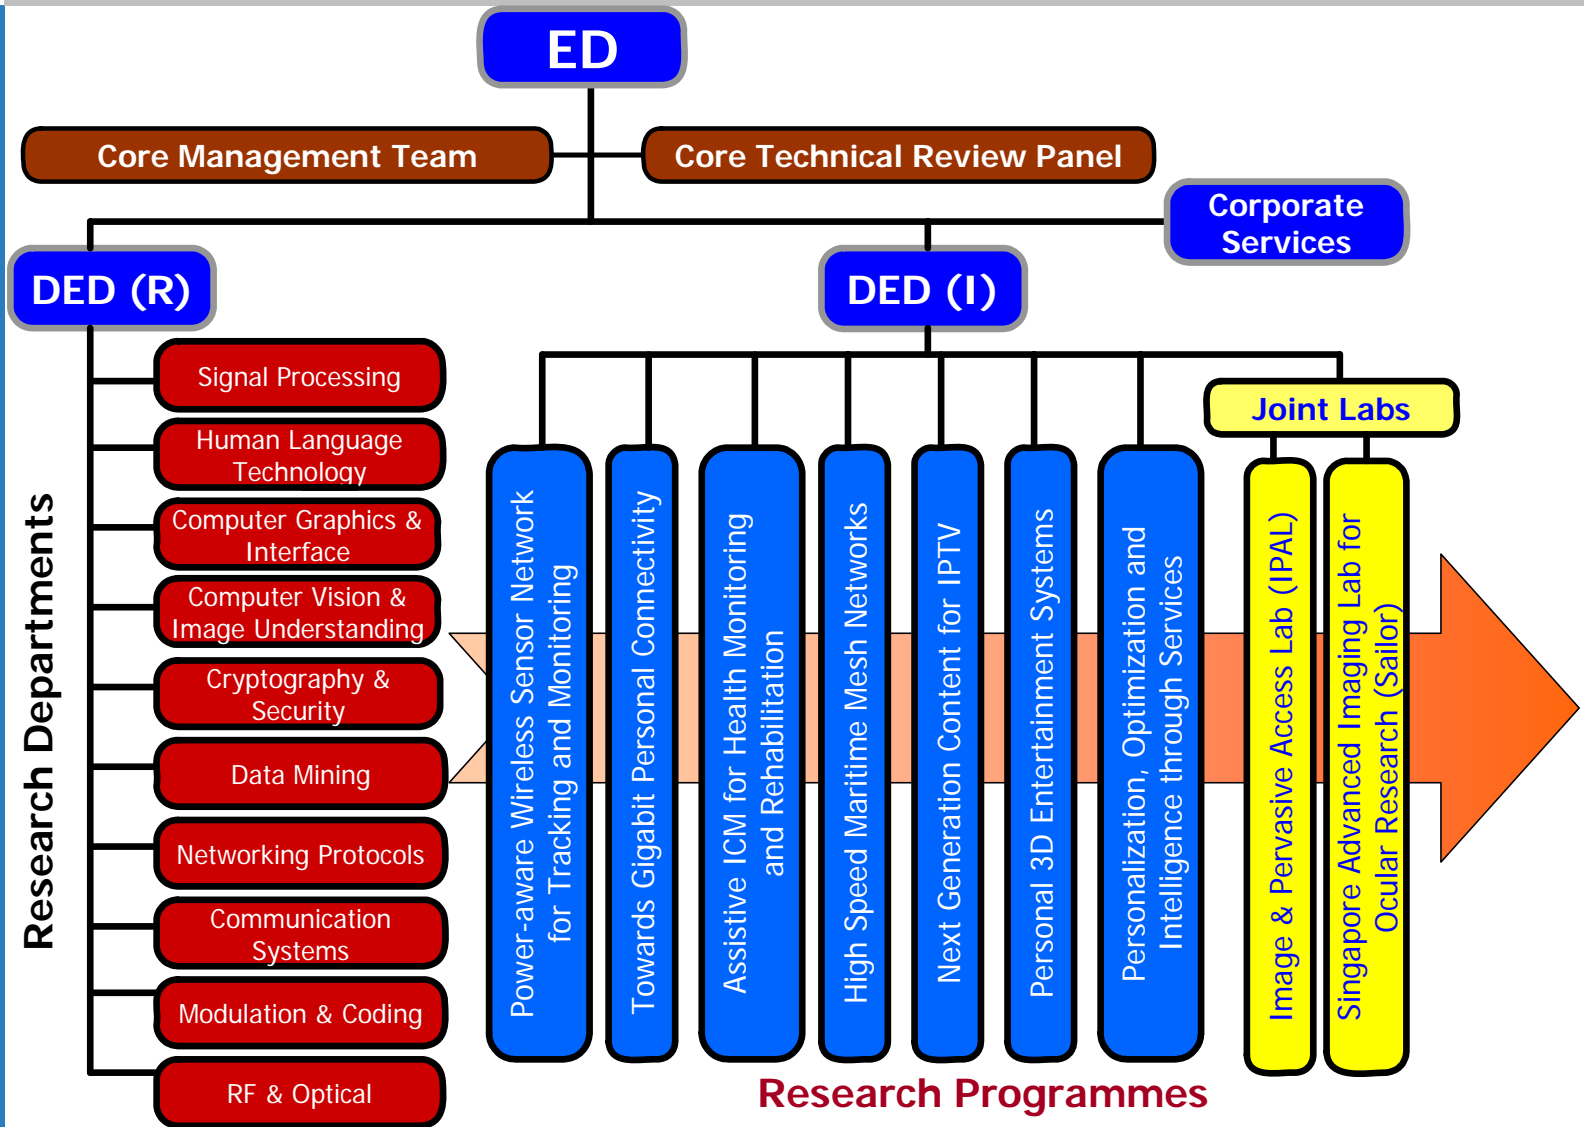 ED
Core Management Team
Core Technical Review Panel
Corporate
Services
DED (R)
DED (I)
Research Departments
Signal Processing
Human Language
Technology
Computer Graphics &
Interface
Computer Vision &
Image Understanding
Cryptography &
Security
Data Mining
Networking Protocols
Communication
Systems
Modulation & Coding
RF & Optical
Power-aware Wireless Sensor Network
for Tracking and Monitoring
Towards Gigabit Personal Connectivity
Assistive ICM for Health Monitoring
and Rehabilitation
High Speed Maritime Mesh Networks
Next Generation Content for IPTV
Personal 3D Entertainment Systems
Personalization, Optimization and
Intelligence through Services
Joint Labs
Image & Pervasive Access Lab (IPAL)
Singapore Advanced Imaging Lab for
Ocular Research (Sailor)
Research Programmes